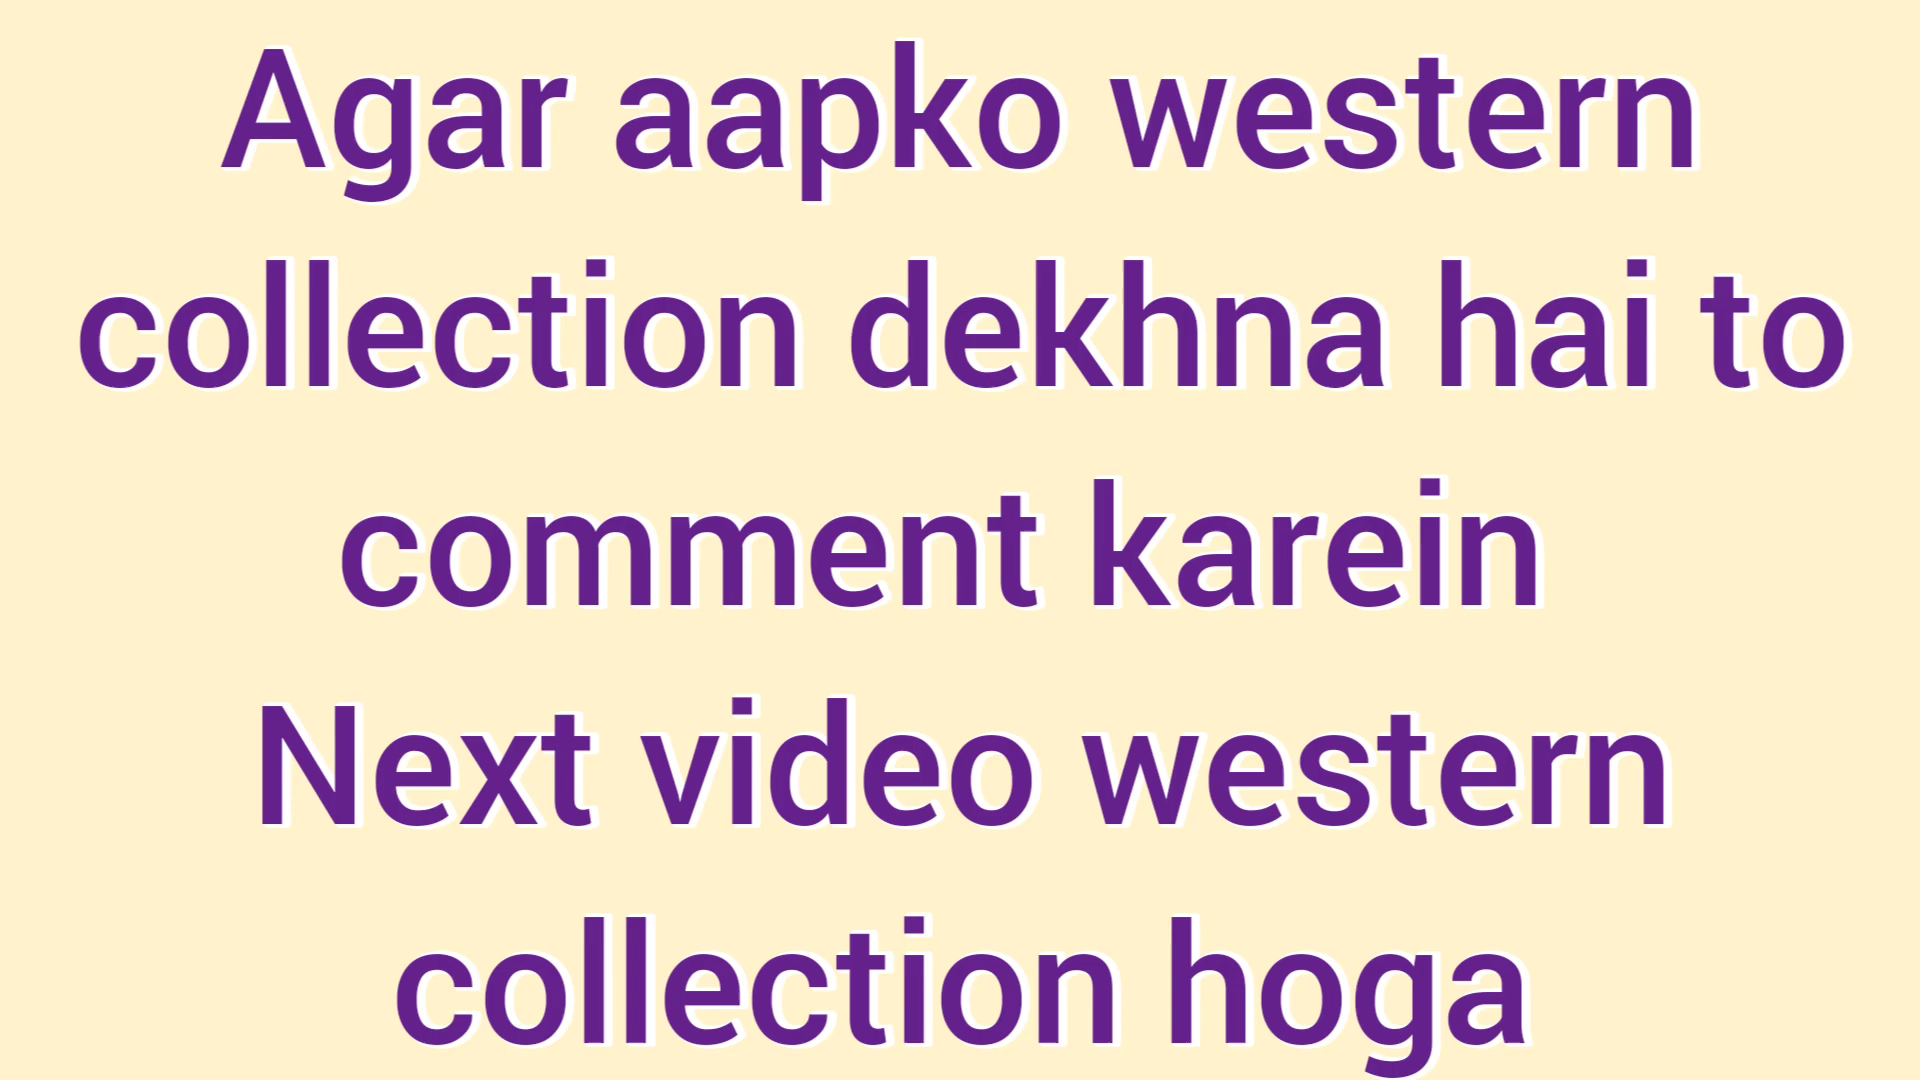 Agar aapko western
collection dekhna hai to
comment karein
Next video western
collection hoga